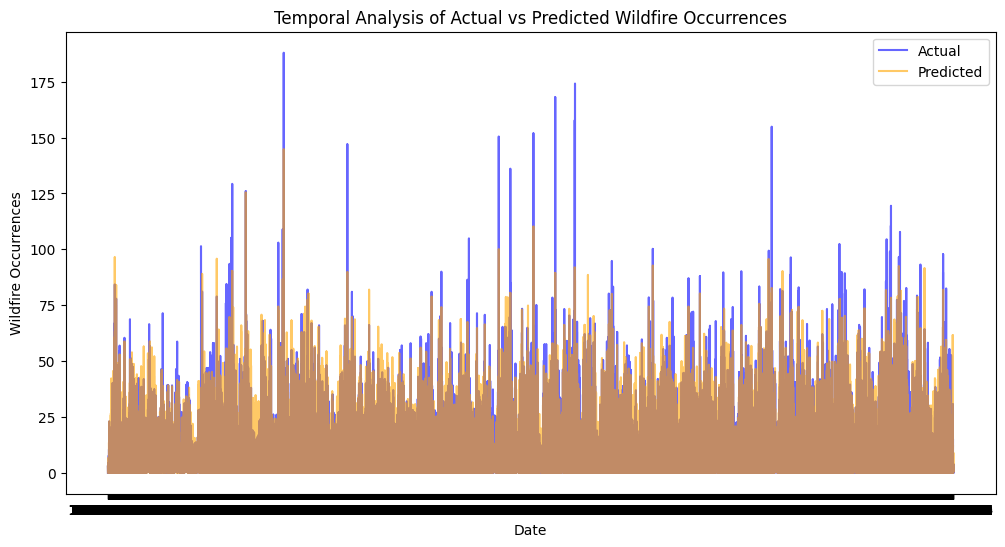 Temporal Analysis of Actual vs Predicted Wildfire Occurrences
Actual
Predicted
175
150
125
100
75
50
25
0
Wildfire Occurrences
Date